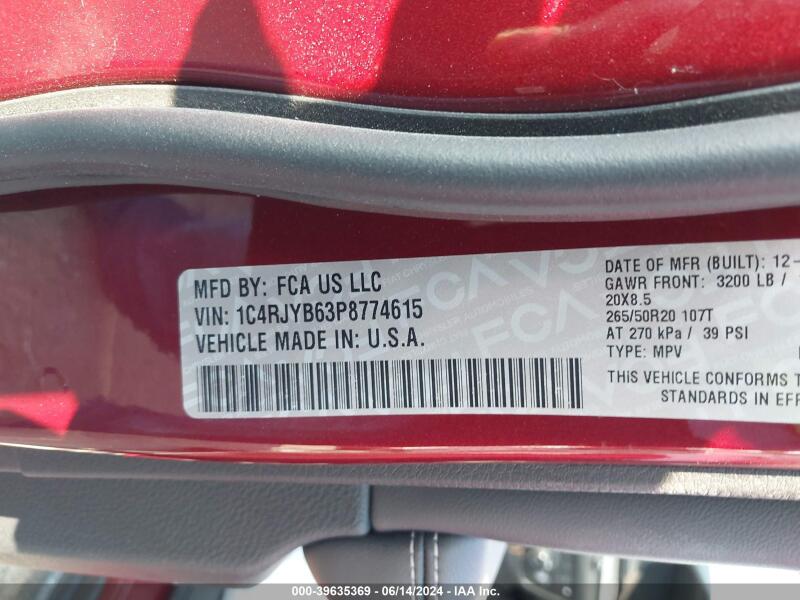 MFD BY: FCA US LLC
VIN: 1C4RJYB63P8774615
VEHICLE MADE IN: U.S.A.
DATE OF MFR (BUILT): 12-
GAWR FRONT: 3200 LB /
20X8.5
265/50R20 107T
AT 270 kPa / 39 PSI
TYPE: MPV
THIS VEHICLE CONFORMS T
STANDARDS IN EFF
000-39635369 - 06/14/2024 - IAA, Inc.